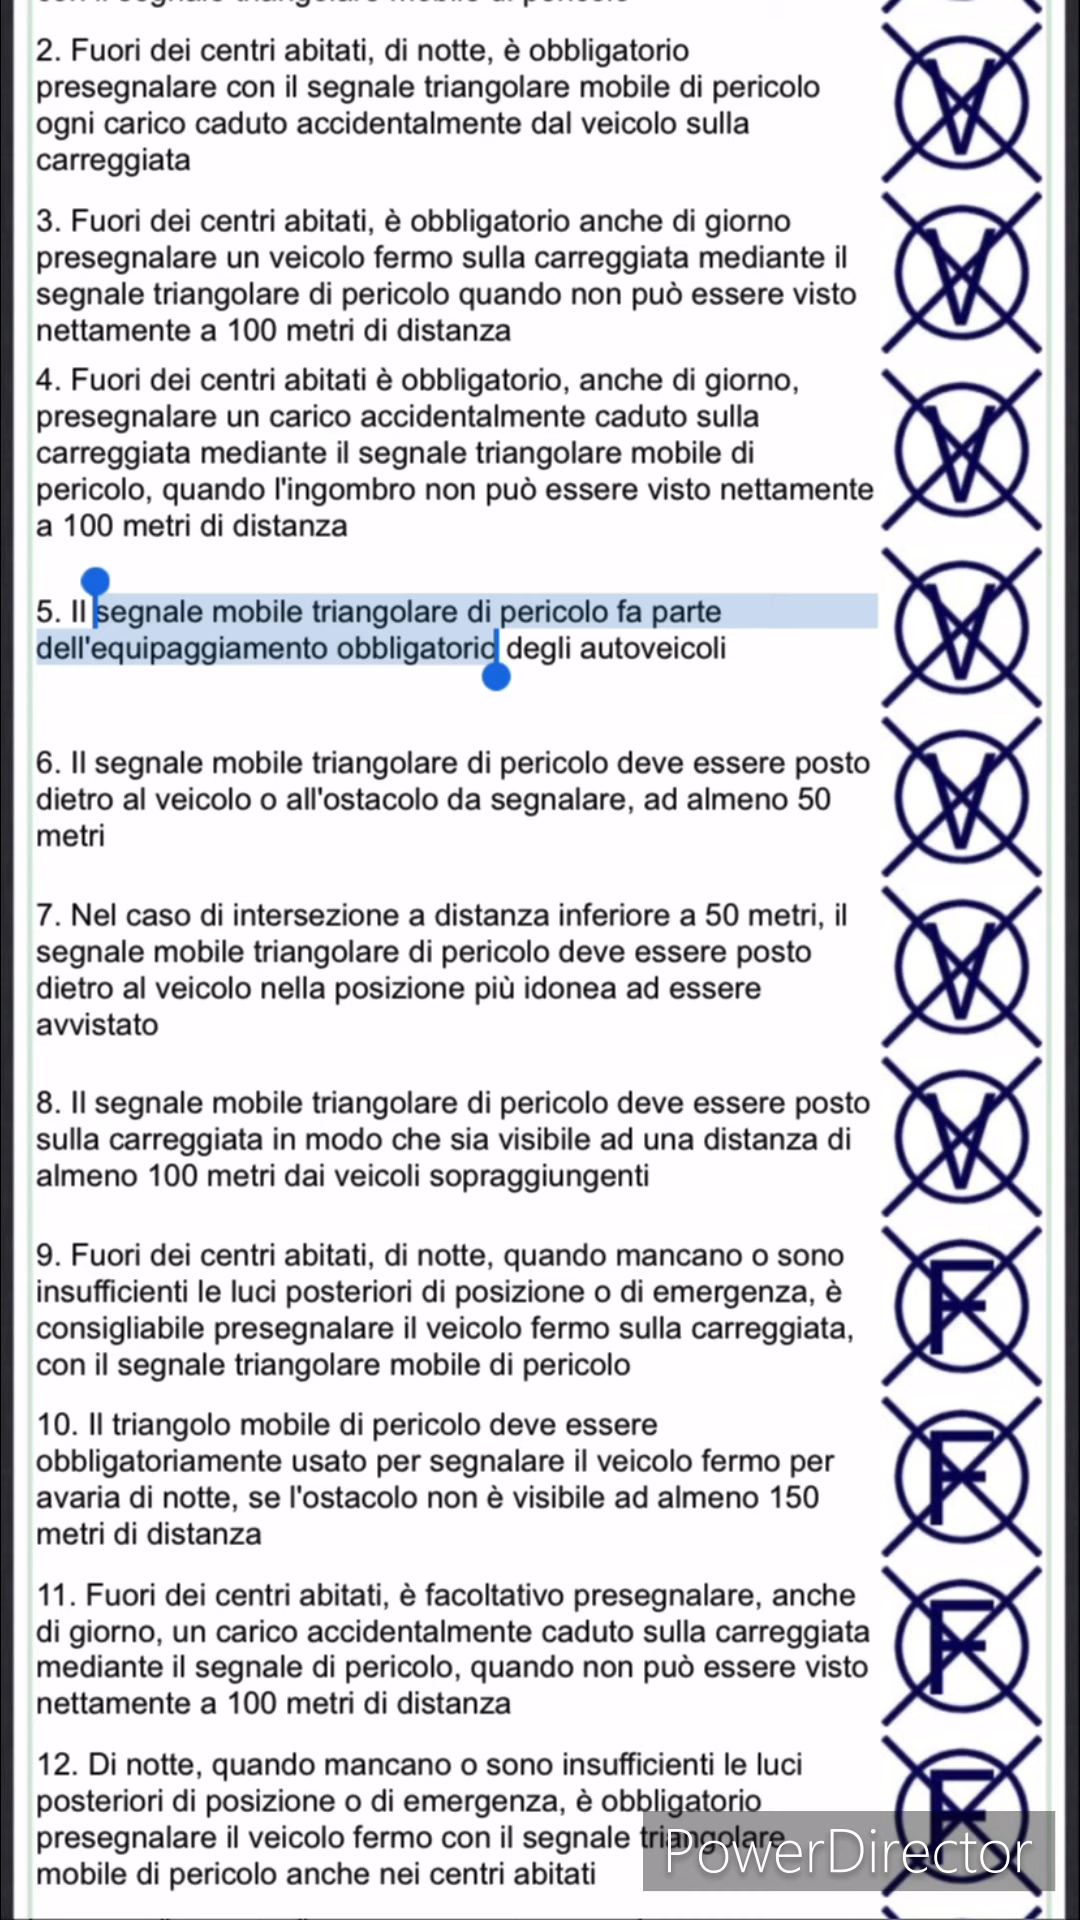 2. Fuori dei centri abitati, di notte, è obbligatorio
presegnalare con il segnale triangolare mobile di pericolo
ogni carico caduto accidentalmente dal veicolo sulla
carreggiata
V
3. Fuori dei centri abitati, è obbligatorio anche di giorno
presegnalare un veicolo fermo sulla carreggiata mediante il
segnale triangolare di pericolo quando non può essere visto
nettamente a 100 metri di distanza
V
4. Fuori dei centri abitati è obbligatorio, anche di giorno,
presegnalare un carico accidentalmente caduto sulla
carreggiata mediante il segnale triangolare mobile di
pericolo, quando l'ingombro non può essere visto nettamente
a 100 metri di distanza
V
5. Il segnale mobile triangolare di pericolo fa parte
dell'equipaggiamento obbligatorio degli autoveicoli
V
6. Il segnale mobile triangolare di pericolo deve essere posto
dietro al veicolo o all'ostacolo da segnalare, ad almeno 50
metri
V
7. Nel caso di intersezione a distanza inferiore a 50 metri, il
segnale mobile triangolare di pericolo deve essere posto
dietro al veicolo nella posizione più idonea ad essere
avvistato
V
8. Il segnale mobile triangolare di pericolo deve essere posto
sulla carreggiata in modo che sia visibile ad una distanza di
almeno 100 metri dai veicoli sopraggiungenti
V
9. Fuori dei centri abitati, di notte, quando mancano o sono
insufficienti le luci posteriori di posizione o di emergenza, è
consigliabile presegnalare il veicolo fermo sulla carreggiata,
con il segnale triangolare mobile di pericolo
F
10. Il triangolo mobile di pericolo deve essere
obbligatoriamente usato per segnalare il veicolo fermo per
avaria di notte, se l'ostacolo non è visibile ad almeno 150
metri di distanza
F
11. Fuori dei centri abitati, è facoltativo presegnalare, anche
di giorno, un carico accidentalmente caduto sulla carreggiata
mediante il segnale di pericolo, quando non può essere visto
nettamente a 100 metri di distanza
F
12. Di notte, quando mancano o sono insufficienti le luci
posteriori di posizione o di emergenza, è obbligatorio
presegnalare il veicolo fermo con il segnale triangolare
mobile di pericolo anche nei centri abitati
F
PowerDirector